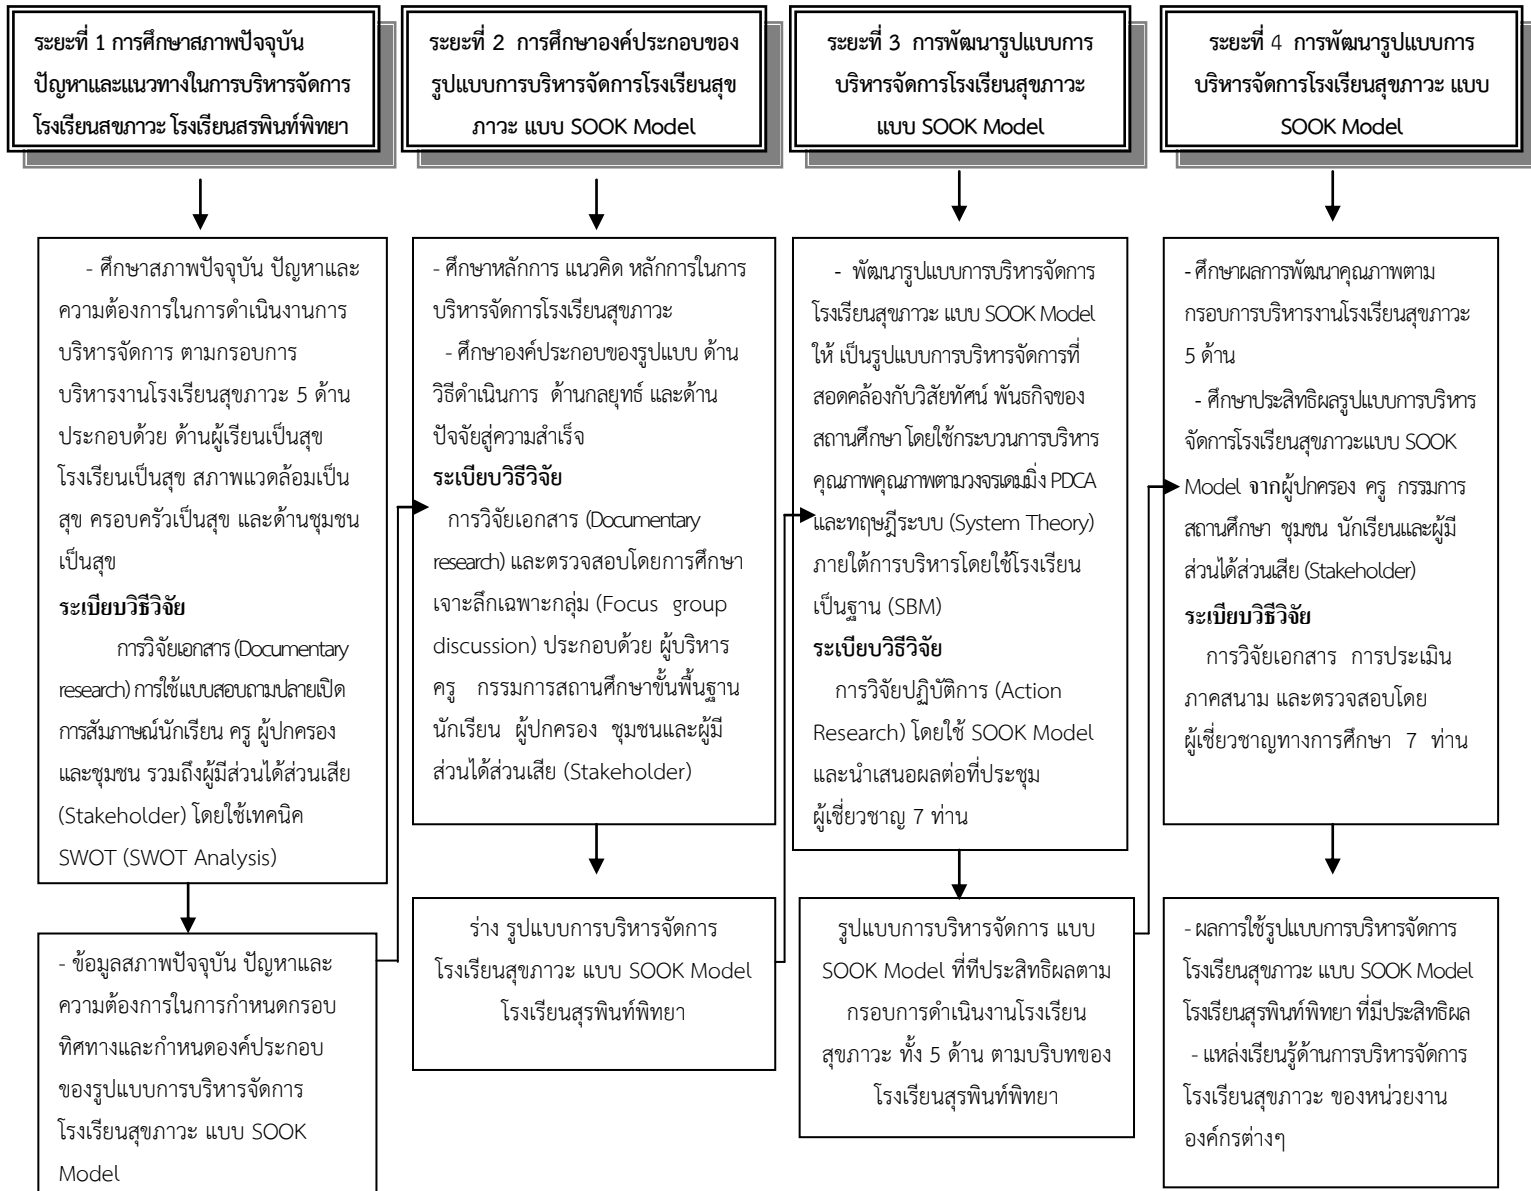 ระยะที่ 1 การศึกษาสภาพปัจจุบัน
ปัญหาและแนวทางในการบริหารจัดการ
โรงเรียนสขภาวะ โรงเรียนสรพินท์พิทยา
ระยะที่ 2 การศึกษาองค์ประกอบของ
รูปแบบการบริหารจัดการโรงเรียนสุข
ภาวะ แบบ SOOK Model
ระยะที่ 3 การพัฒนารูปแบบการ
บริหารจัดการโรงเรียนสุขภาวะ
แบบ SOOK Model
ระยะที่ 4 การพัฒนารูปแบบการ
บริหารจัดการโรงเรียนสุขภาวะ แบบ
SOOK Model
- ศึกษาสภาพปัจจุบัน ปัญหาและ
ความต้องการในการดำเนินงานการ
บริหารจัดการ ตามกรอบการ
บริหารงานโรงเรียนสุขภาวะ 5 ด้าน
ประกอบด้วย ด้านผู้เรียนเป็นสุข
โรงเรียนเป็นสุข สภาพแวดล้อมเป็น
สุข ครอบครัวเป็นสุข และด้านชุมชน
เป็นสุข
ระเบียบวิธีวิจัย
การวิจัยเอกสาร (Documentary
research) การใช้แบบสอบถามปลายเปิด
การสัมภาษณ์นักเรียน ครู ผู้ปกครอง
และชุมชน รวมถึงผู้มีส่วนได้ส่วนเสีย
(Stakeholder) โดยใช้เทคนิค
SWOT (SWOT Analysis)
- ศึกษาหลักการ แนวคิด หลักการในการ
บริหารจัดการโรงเรียนสุขภาวะ
- ศึกษาองค์ประกอบของรูปแบบ ด้าน
วิธีดำเนินการ ด้านกลยุทธ์ และด้าน
ปัจจัยสู่ความสำเร็จ
ระเบียบวิธีวิจัย
การวิจัยเอกสาร (Documentary
research) และตรวจสอบโดยการศึกษา
เจาะลึกเฉพาะกลุ่ม (Focus group
discussion) ประกอบด้วย ผู้บริหาร
ครู กรรมการสถานศึกษาขั้นพื้นฐาน
นักเรียน ผู้ปกครอง ชุมชนและผู้มี
ส่วนได้ส่วนเสีย (Stakeholder)
- พัฒนารูปแบบการบริหารจัดการ
โรงเรียนสุขภาวะ แบบ SOOK Model
ให้ เป็นรูปแบบการบริหารจัดการที่
สอดคล้องกับวิสัยทัศน์ พันธกิจของ
สถานศึกษา โดยใช้กระบวนการบริหาร
คุณภาพคุณภาพตามวงจรเดมมิ่ง PDCA
และทฤษฎีระบบ (System Theory)
ภายใต้การบริหารโดยใช้โรงเรียน
เป็นฐาน (SBM)
ระเบียบวิธีวิจัย
การวิจัยปฏิบัติการ (Action
Research) โดยใช้ SOOK Model
และนำเสนอผลต่อที่ประชุม
ผู้เชี่ยวชาญ 7 ท่าน
- ศึกษาผลการพัฒนาคุณภาพตาม
กรอบการบริหารงานโรงเรียนสุขภาวะ
5 ด้าน
- ศึกษาประสิทธิผลรูปแบบการบริหาร
จัดการโรงเรียนสุขภาวะแบบ SOOK
Model จากผู้ปกครอง ครู กรรมการ
สถานศึกษา ชุมชน นักเรียนและผู้มี
ส่วนได้ส่วนเสีย (Stakeholder)
ระเบียบวิธีวิจัย
การวิจัยเอกสาร การประเมิน
ภาคสนาม และตรวจสอบโดย
ผู้เชี่ยวชาญทางการศึกษา 7 ท่าน
- ข้อมูลสภาพปัจจุบัน ปัญหาและ
ความต้องการในการกำหนดกรอบ
ทิศทางและกำหนดองค์ประกอบ
ของรูปแบบการบริหารจัดการ
โรงเรียนสุขภาวะ แบบ SOOK
Model
ร่าง รูปแบบการบริหารจัดการ
โรงเรียนสุขภาวะ แบบ SOOK Model
โรงเรียนสุรพินท์พิทยา
รูปแบบการบริหารจัดการ แบบ
SOOK Model ที่ทีประสิทธิผลตาม
กรอบการดำเนินงานโรงเรียน
สุขภาวะ ทั้ง 5 ด้าน ตามบริบทของ
โรงเรียนสุรพินท์พิทยา
- ผลการใช้รูปแบบการบริหารจัดการ
โรงเรียนสุขภาวะ แบบ SOOK Model
โรงเรียนสุรพินท์พิทยา ที่มีประสิทธิผล
- แหล่งเรียนรู้ด้านการบริหารจัดการ
โรงเรียนสุขภาวะ ของหน่วยงาน
องค์กรต่างๆ